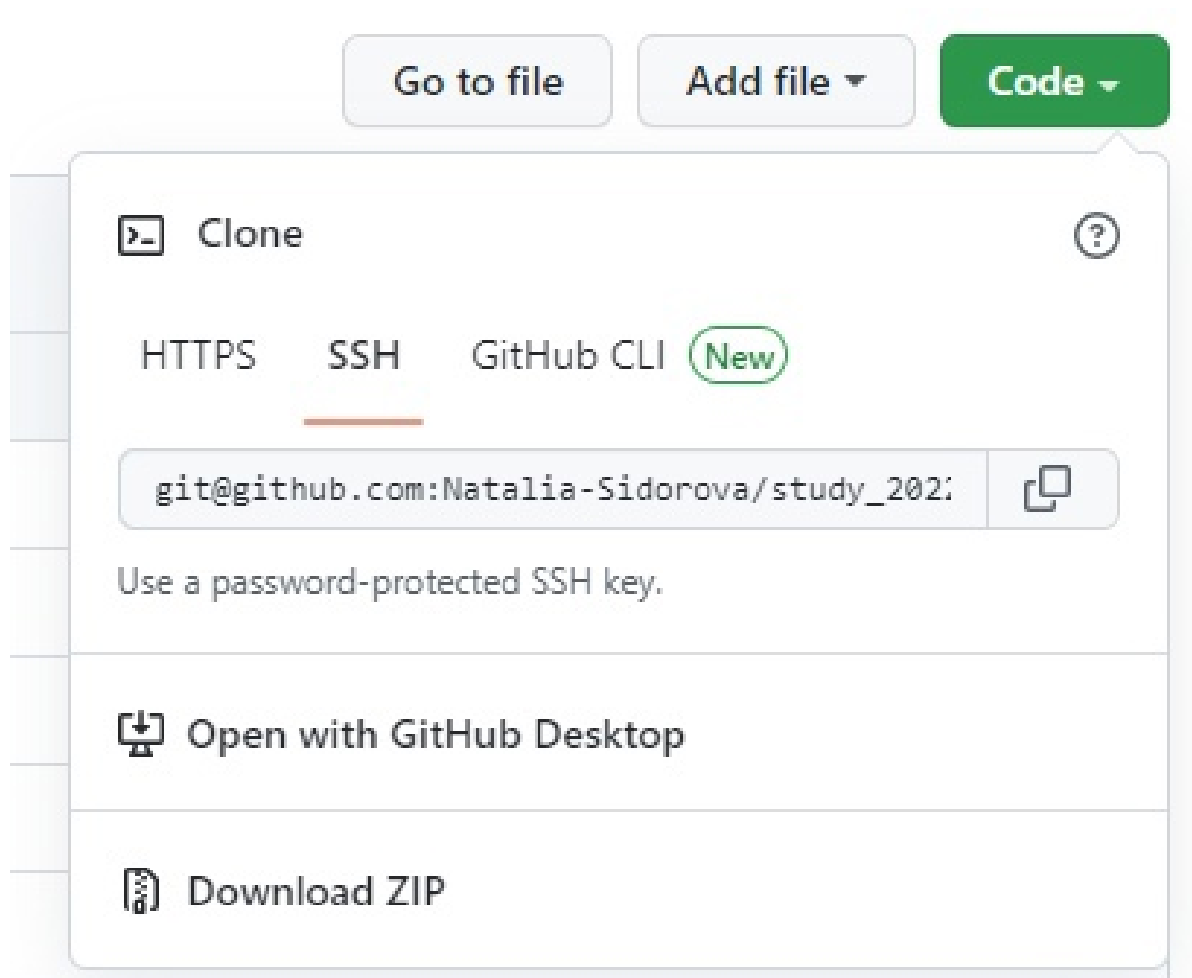 Go to file Add file Code
Clone
HTTPS SSH GitHub CLI New
git@github.com:Natalia-Sidorova/study_202
Use a password-protected SSH key.
Open with GitHub Desktop
Download ZIP